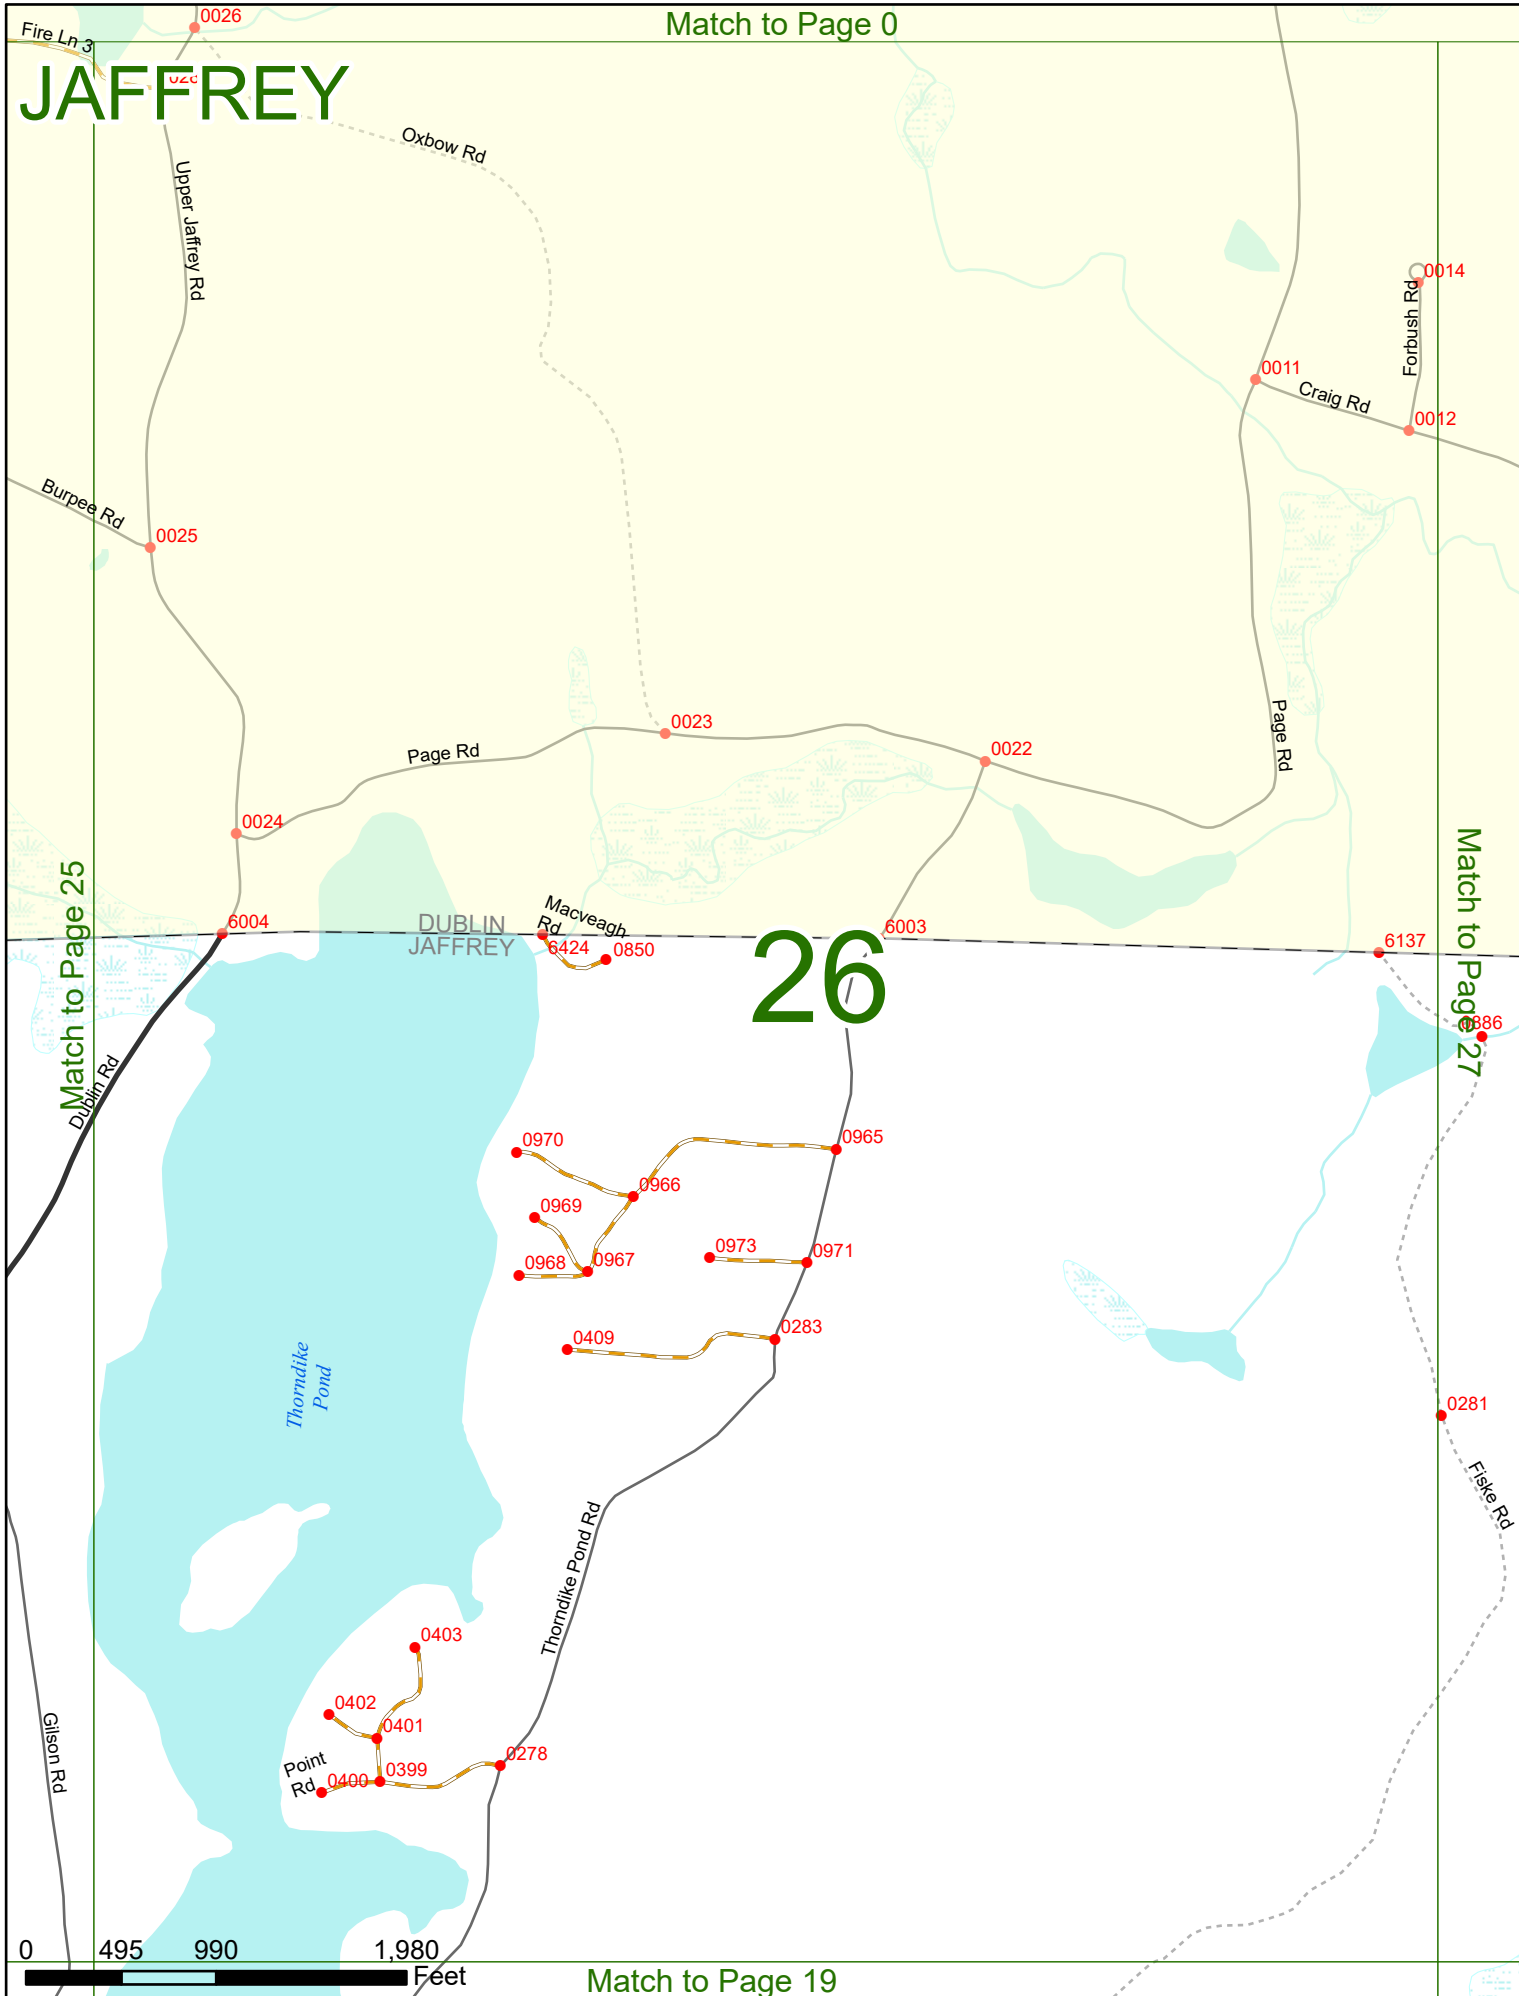 Match to Page 0
0026
Fire Ln 3
JAFFREY
Oxbow Rd
Upper Jaffrey Rd
0014
Forbush Rd
0011
Craig Rd
0012
Burpee Rd
0025
0023
Page Rd
Page Rd
0022
0024
Match to Page 25
Match to Page 27
6004
DUBLIN
JAFFREY
Macveagh
Rd
6424
0850
6003
26
6137
0886
Dublin Rd
0970
0965
0966
0969
0973
0971
0968
0967
0283
0409
Thorndike
Pond
0281
Fiske Rd
Thorndike Pond Rd
0403
0402
0401
Gilson Rd
Point
Rd
0400
0399
0278
0
495
990
1,980
Feet
Match to Page 19